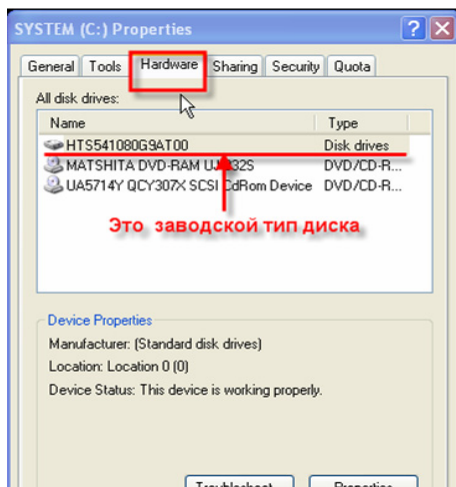 SYSTEM (C:) Properties
General Tools Hardware Sharing Security Quota
All disk drives:
Name Type
HTS541080G9AT00 Disk drives
MATSHITA DVD-RAM DVD/CD-R...
UA5714Y QCY307X SCSI CdRom Device DVD/CD-R...
Это заводской тип диска
Device Properties
Manufacturer: (Standard disk drives)
Location: Location 0 (0)
Device Status: This device is working properly.